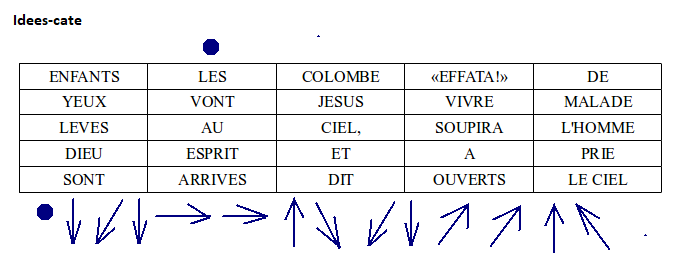 Idees-cate
ENFANTS LES COLOMBE «EFFATA!» DE
YEUX VONT JESUS VIVRE MALADE
LEVES AU CIEL, SOUPIRA L'HOMME
DIEU ESPRIT ET A PRIE
SONT ARRIVES DIT OUVERTS LE CIEL